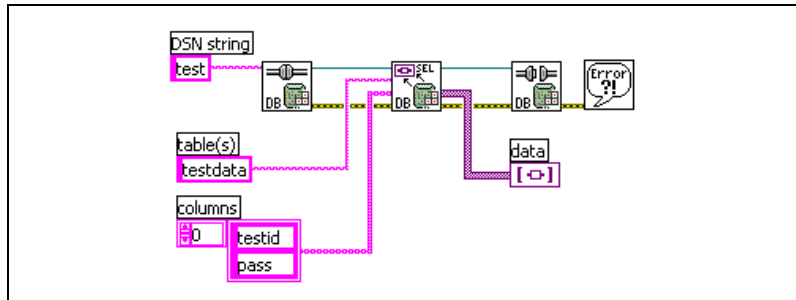 DSN string
test
SEL
DB
DB
DB
Error
?!
table(s)
testdata
data
columns
0
testid
pass